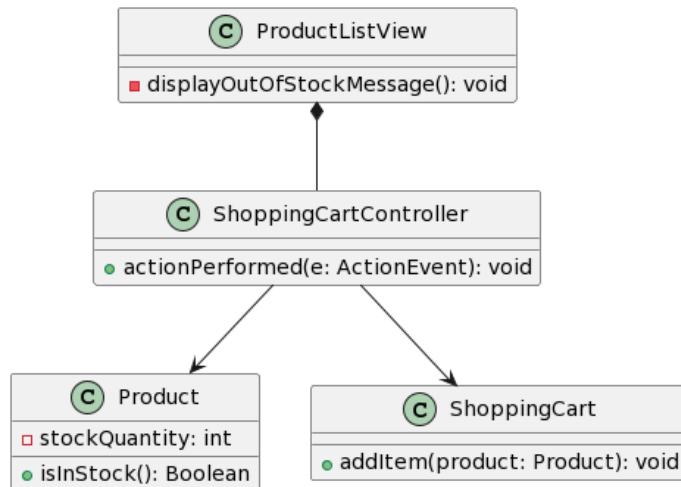 C ProductListView
displayOutOfStockMessage(): void
C ShoppingCartController
actionPerformed(e: ActionEvent): void
C Product
stockQuantity: int
isInStock(): Boolean
C ShoppingCart
addItem(product: Product): void